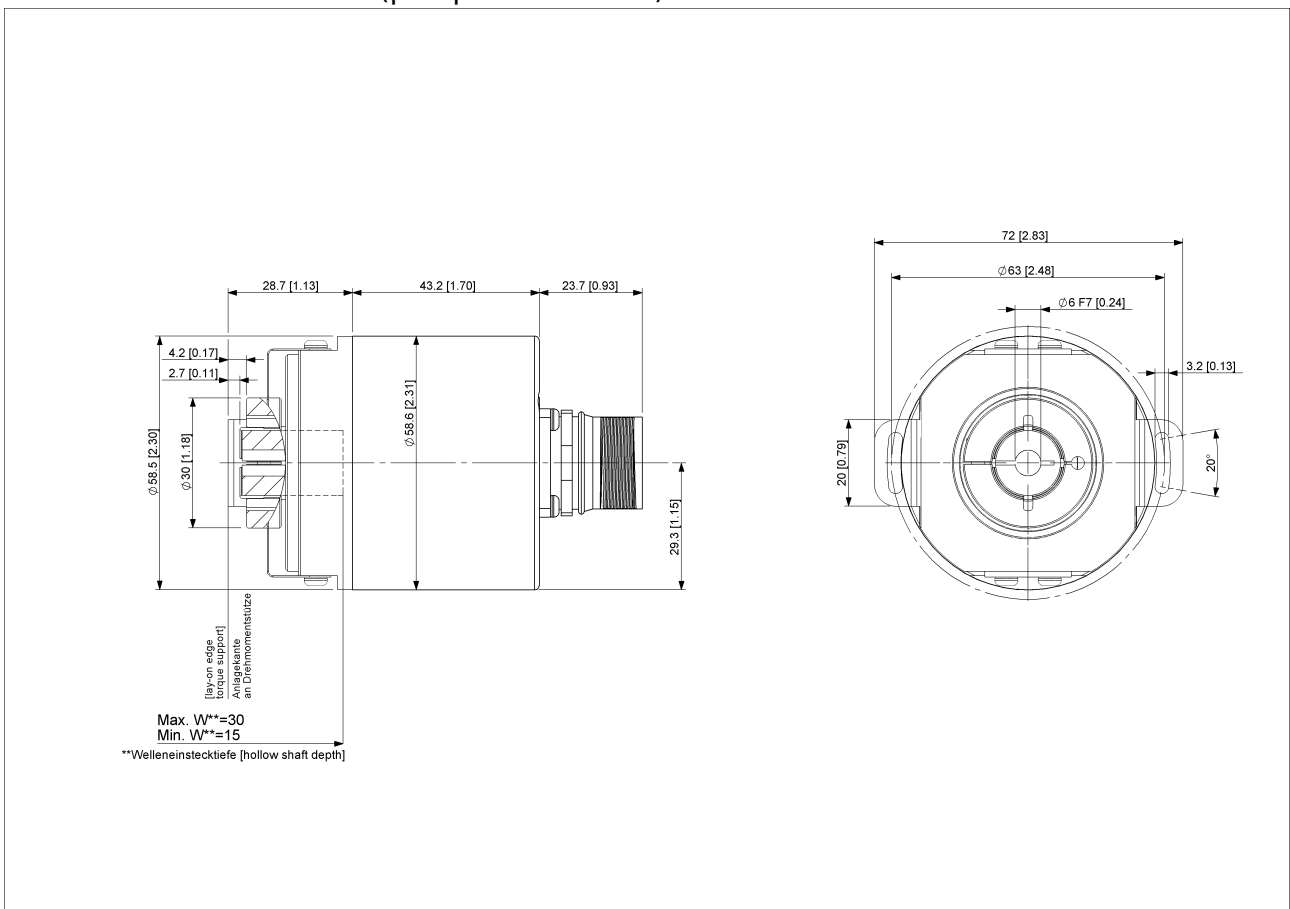 72 [2.83]
∅63 [2.48]
∅6 F7 [0.24]
3.2 [0.13]
20 [0.79]
20°
28.7 [1.13]
43.2 [1.70]
23.7 [0.93]
4.2 [0.17]
2.7 [0.11]
∅58.5 [2.30]
∅30 [1.18]
∅58.6 [2.31]
29.3 [1.15]
[lay-on edge
torque support]
Anlagekante
an Drehmomentstütze
Max. W**=30
Min. W**=15
**Welleneinstecktiefe [hollow shaft depth]